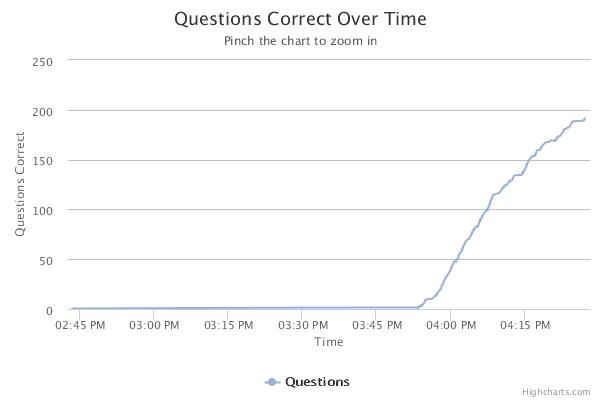 Questions Correct Over Time
Pinch the chart to zoom in
250
200
150
100
50
0
Questions Correct
02:45 PM 03:00 PM 03:15 PM 03:30 PM 03:45 PM 04:00 PM 04:15 PM
Time
Questions
Highcharts.com